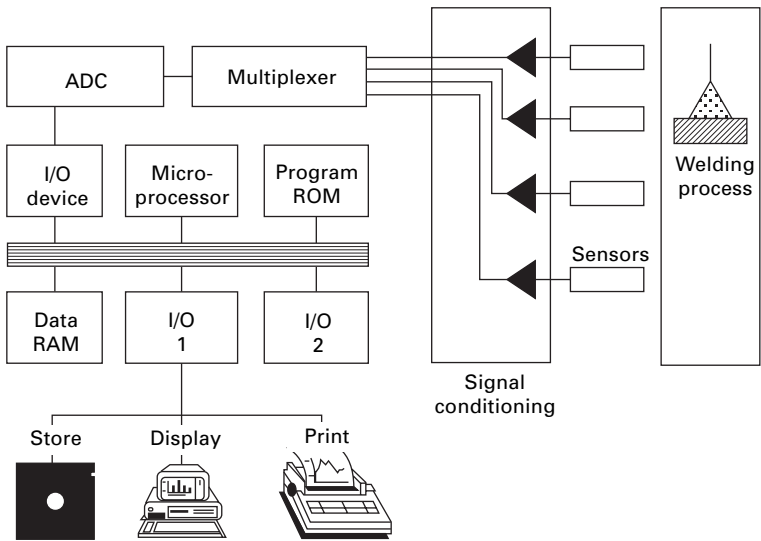 ADC
Multiplexer
I/O
device
Micro-
processor
Program
ROM
Welding
process
Sensors
Data
RAM
I/O
1
I/O
2
Signal
conditioning
Store
Display
Print